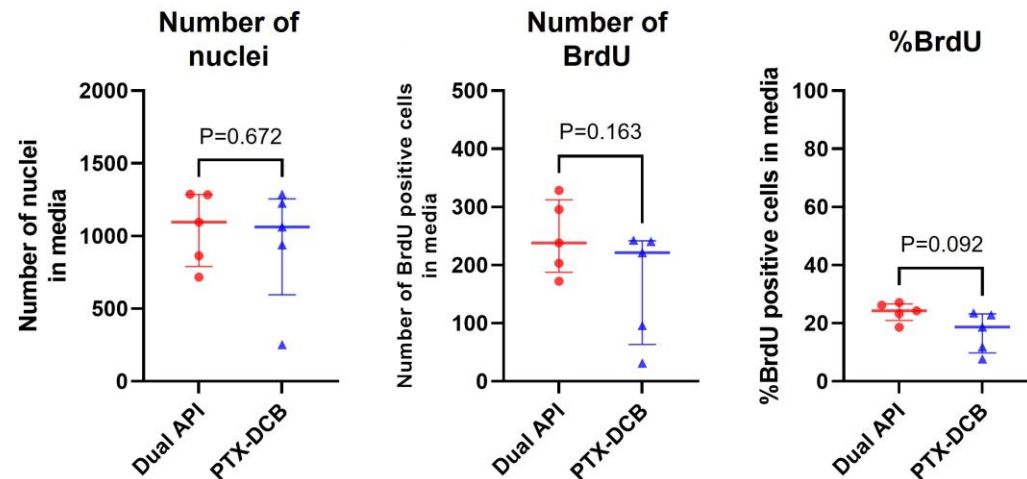 Number of
nuclei
Number of nuclei
in media
2000
1500
1000
500
0
P=0.672
Dual API
PTX-DCB
Number of
BrdU
Number of BrdU positive cells
in media
500
400
300
200
100
0
P=0.163
Dual API
PTX-DCB
%BrdU
%BrdU positive cells in media
100
80
60
40
20
0
P=0.092
Dual API
PTX-DCB